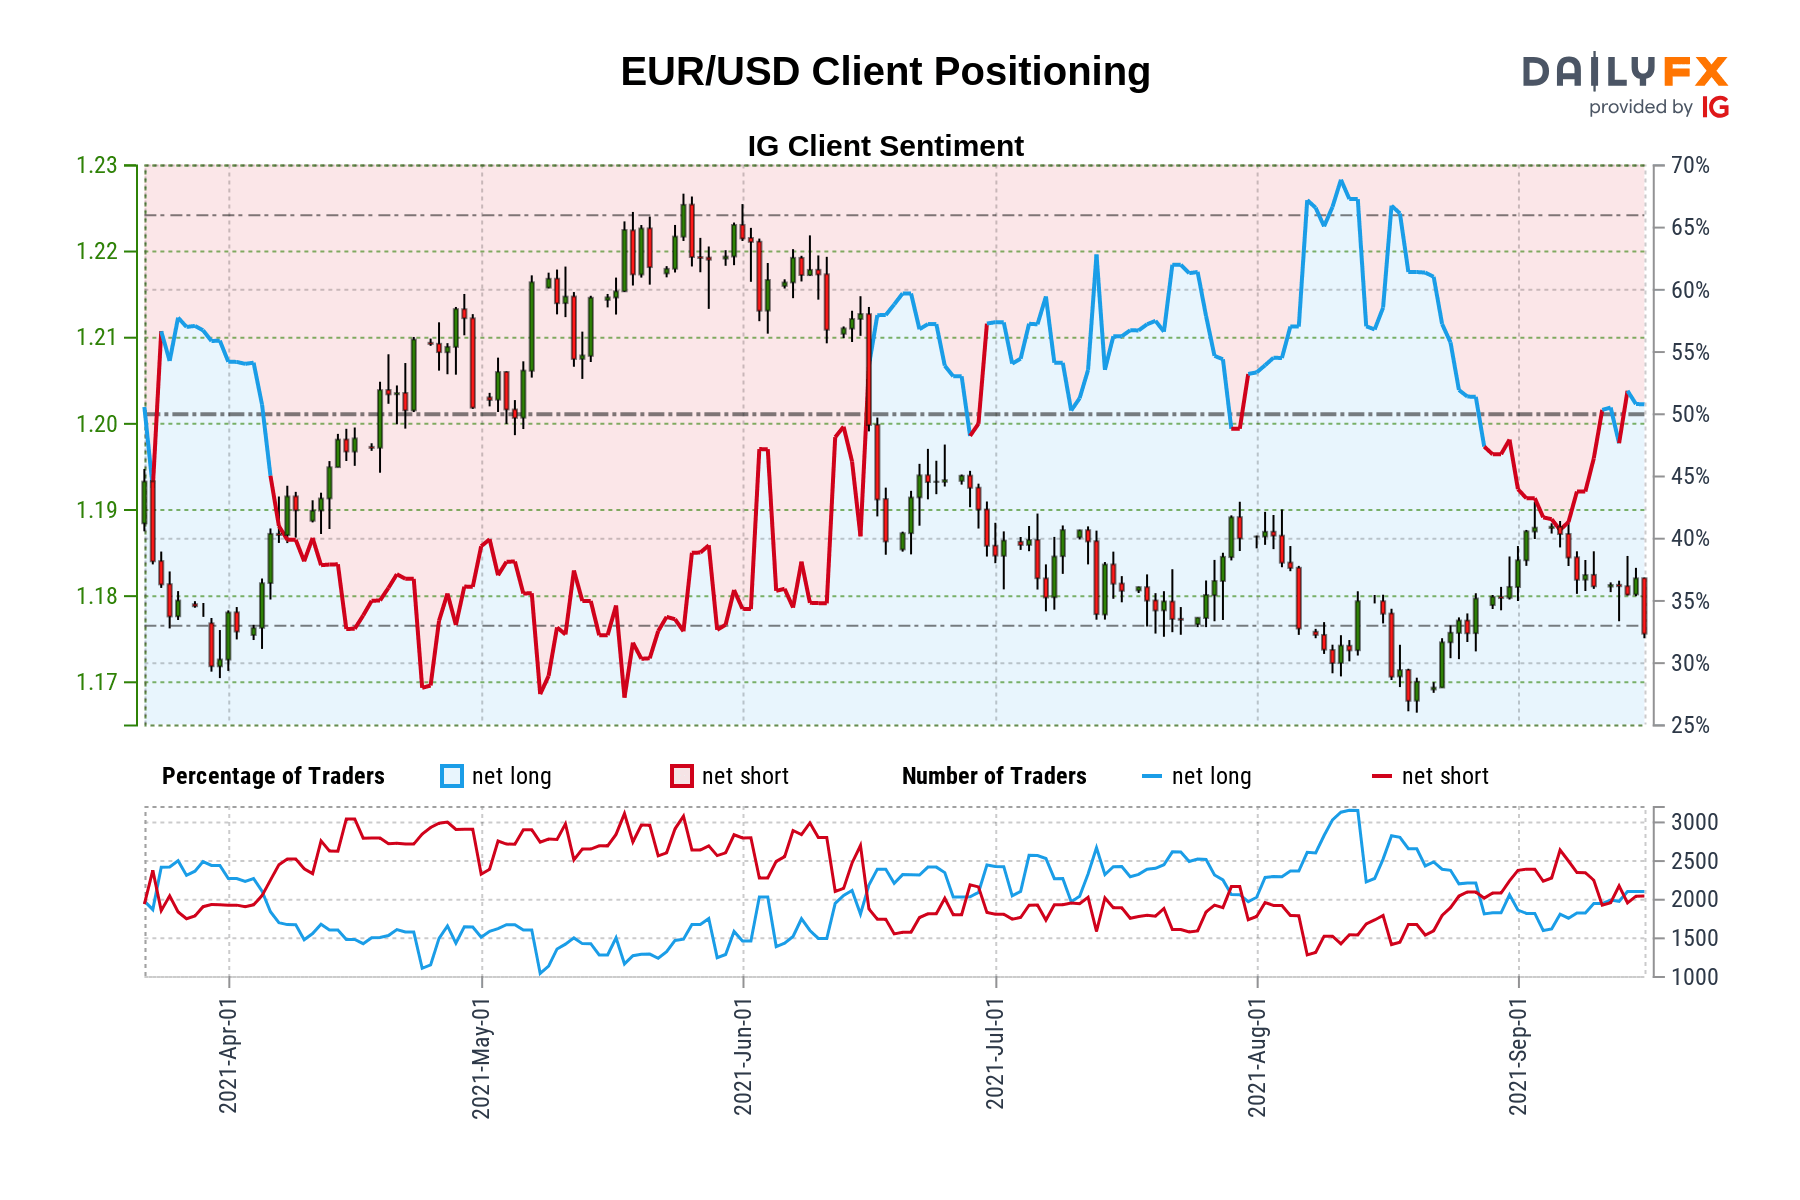 EUR/USD Client Positioning
DAILYFX
provided by IG
IG Client Sentiment
1.23
1.22
1.21
1.20
1.19
1.18
1.17
70%
65%
60%
55%
50%
45%
40%
35%
30%
25%
Percentage of Traders net long net short Number of Traders net long net short
3000
2500
2000
1500
1000
2021-Apr-01
2021-May-01
2021-Jun-01
2021-Jul-01
2021-Aug-01
2021-Sep-01